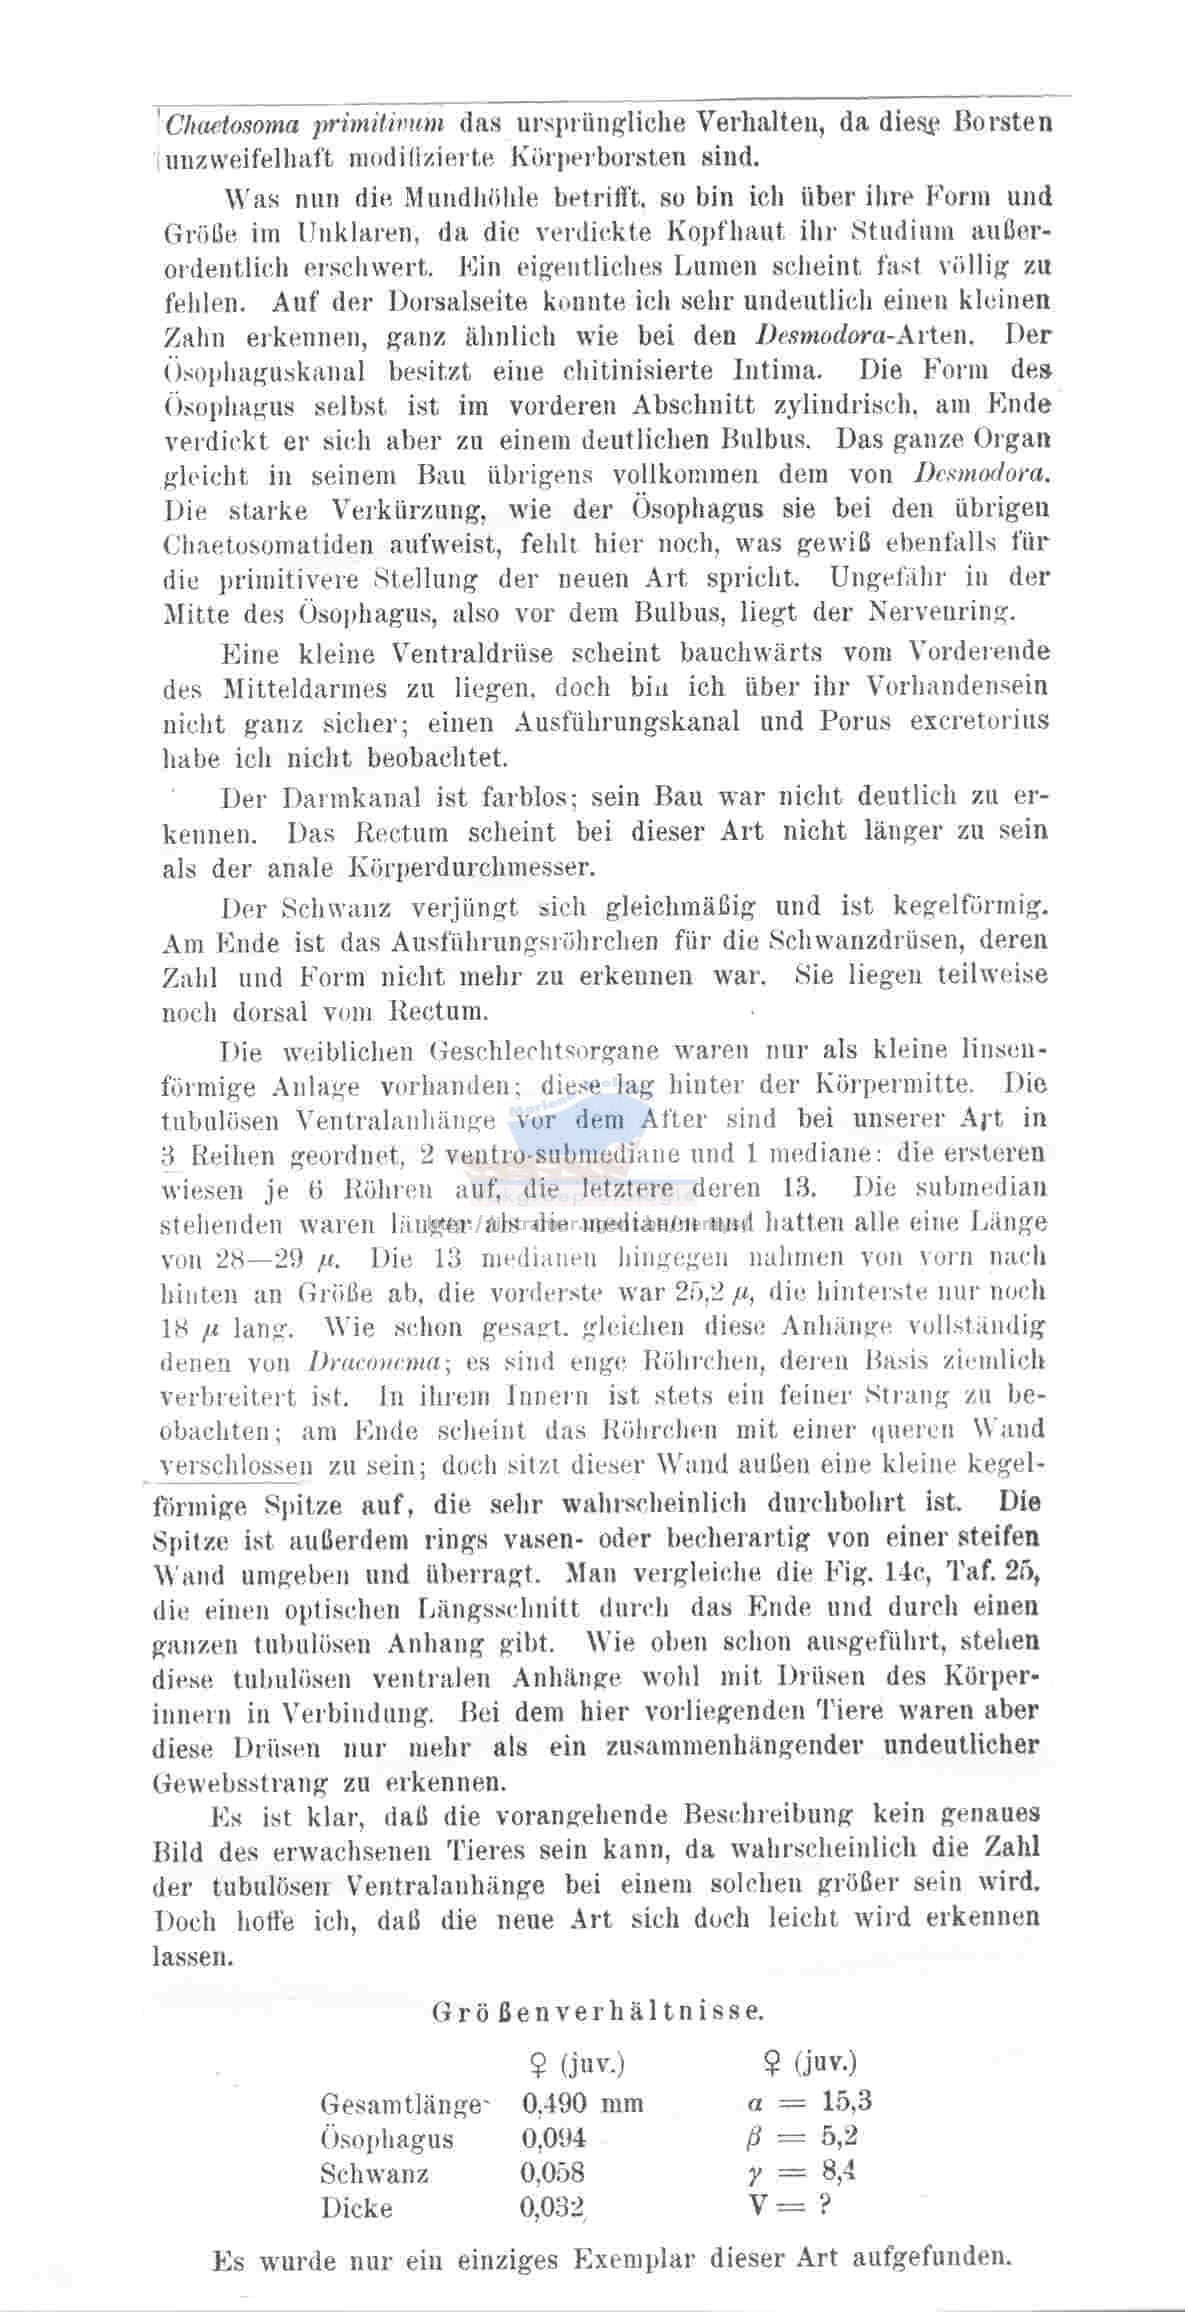 Chaetosoma primitivum das ursprüngliche Verhalten, da diese Borsten
unzweifelhaft modifizierte Körperborsten sind.
Was nun die Mundhöhle betrifft, so bin ich über ihre Form und
Größe im Unklaren, da die verdickte Kopfhaut ihr Studium außer-
ordentlich erschwert. Ein eigentliches Lumen scheint fast völlig zu
fehlen. Auf der Dorsalseite konnte ich sehr undeutlich einen kleinen
Zahn erkennen, ganz ähnlich wie bei den Desmodora-Arten. Der
Ösophaguskanal besitzt eine chitinisierte Intima. Die Form des
Ösophagus selbst ist im vorderen Abschnitt zylindrisch, am Ende
verdickt er sich aber zu einem deutlichen Bulbus. Das ganze Organ
gleicht in seinem Bau übrigens vollkommen dem von Desmodora.
Die starke Verkürzung, wie der Ösophagus sie bei den übrigen
Chaetosomatiden aufweist, fehlt hier noch, was gewiß ebenfalls für
die primitivere Stellung der neuen Art spricht. Ungefähr in der
Mitte des Ösophagus, also vor dem Bulbus, liegt der Nervenring.
Eine kleine Ventraldrüse scheint bauchwärts vom Vorderende
des Mitteldarmes zu liegen, doch bin ich über ihr Vorhandensein
nicht ganz sicher; einen Ausführungskanal und Porus excretorius
habe ich nicht beobachtet.
Der Darmkanal ist farblos; sein Bau war nicht deutlich zu er-
kennen. Das Rectum scheint bei dieser Art nicht länger zu sein
als der anale Körperdurchmesser.
Der Schwanz verjüngt sich gleichmäßig und ist kegelförmig.
Am Ende ist das Ausführungsröhrchen für die Schwanzdrüsen, deren
Zahl und Form nicht mehr zu erkennen war. Sie liegen teilweise
noch dorsal vom Rectum.
Die weiblichen Geschlechtsorgane waren nur als kleine linsen-
förmige Anlage vorhanden; diese lag hinter der Körpermitte. Die
tubulösen Ventralanhänge vor dem After sind bei unserer Art in
3 Reihen geordnet, 2 ventro-submediane und 1 mediane: die ersteren
wiesen je 6 Röhren auf, die letztere deren 13. Die submedian
stehenden waren länger als die medianen und hatten alle eine Länge
von 28—29 μ. Die 13 medianen hingegen nahmen von vorn nach
hinten an Größe ab, die vorderste war 25,2 μ, die hinterste nur noch
18 μ lang. Wie schon gesagt, gleichen diese Anhänge vollständig
denen von Draconema; es sind enge Röhrchen, deren Basis ziemlich
verbreitert ist. In ihrem Innern ist stets ein feiner Strang zu be-
obachten; am Ende scheint das Röhrchen mit einer queren Wand
verschlossen zu sein; doch sitzt dieser Wand außen eine kleine kegel-
förmige Spitze auf, die sehr wahrscheinlich durchbohrt ist. Die
Spitze ist außerdem rings vasen- oder becherartig von einer steifen
Wand umgeben und überragt. Man vergleiche die Fig. 14c, Taf. 25,
die einen optischen Längsschnitt durch das Ende und durch einen
ganzen tubulösen Anhang gibt. Wie oben schon ausgeführt, stehen
diese tubulösen ventralen Anhänge wohl mit Drüsen des Körper-
innern in Verbindung. Bei dem hier vorliegenden Tiere waren aber
diese Drüsen nur mehr als ein zusammenhängender undeutlicher
Gewebsstrang zu erkennen.
Es ist klar, daß die vorangehende Beschreibung kein genaues
Bild des erwachsenen Tieres sein kann, da wahrscheinlich die Zahl
der tubulösen Ventralanhänge bei einem solchen größer sein wird.
Doch hoffe ich, daß die neue Art sich doch leicht wird erkennen
lassen.
Größenverhältnisse.
♀ (juv.) ♀ (juv.)
Gesamtlänge 0,490 mm α = 15,3
Ösophagus 0,094 β = 5,2
Schwanz 0,058 γ = 8,4
Dicke 0,032 V = ?
Es wurde nur ein einziges Exemplar dieser Art aufgefunden.